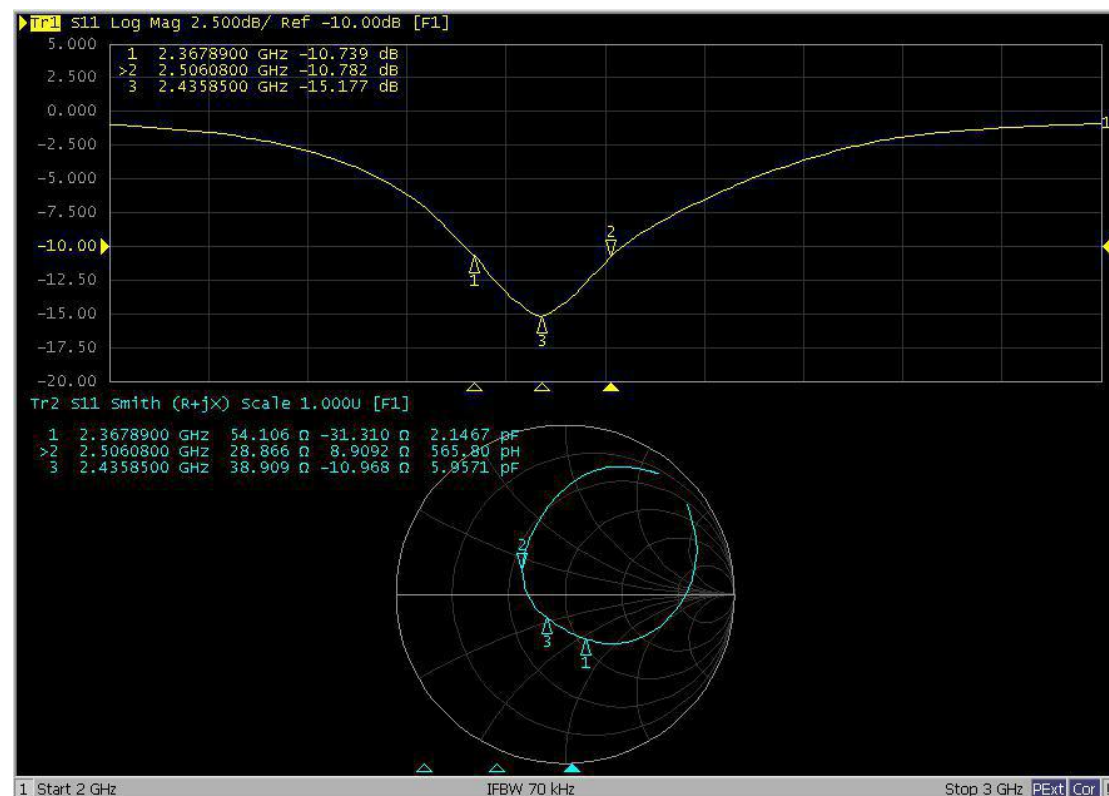 Tr1 S11 Log Mag 2.500dB/ Ref -10.00dB [F1]
5.000
2.500
0.000
-2.500
-5.000
-7.500
-10.00
-12.50
-15.00
-17.50
-20.00
1 2.3678900 GHz -10.739 dB
>2 2.5060800 GHz -10.782 dB
3 2.4358500 GHz -15.177 dB
1
2
1
3
Tr2 S11 Smith (R+jX) Scale 1.000U [F1]
1 2.3678900 GHz 54.106 Ω -31.310 Ω 2.1467 pF
>2 2.5060800 GHz 28.866 Ω 8.9092 Ω 565.80 pH
3 2.4358500 GHz 38.909 Ω -10.968 Ω 5.9571 pF
2
3
1
1 Start 2 GHz IFBW 70 kHz Stop 3 GHz PExt Cor